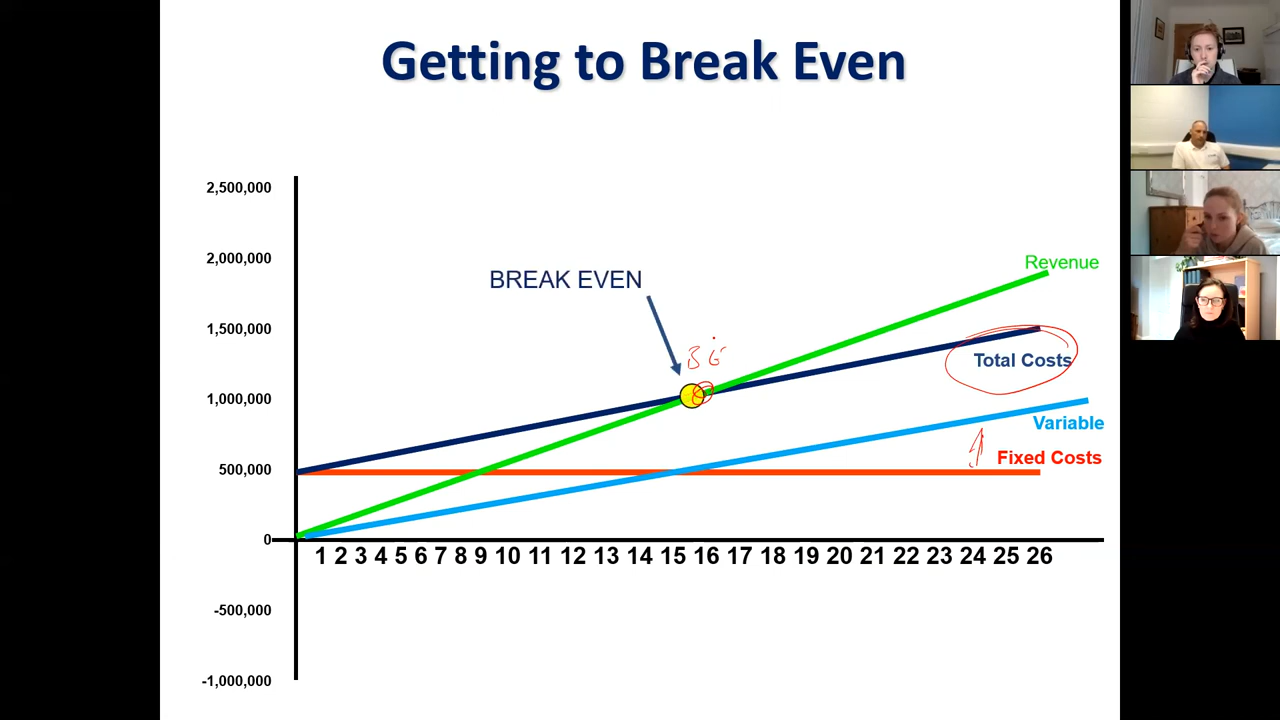 Getting to Break Even
2,500,000
2,000,000
1,500,000
1,000,000
500,000
0
-500,000
-1,000,000
BREAK EVEN
B E
Revenue
Total Costs
Variable
Fixed Costs
1 2 3 4 5 6 7 8 9 10 11 12 13 14 15 16 17 18 19 20 21 22 23 24 25 26